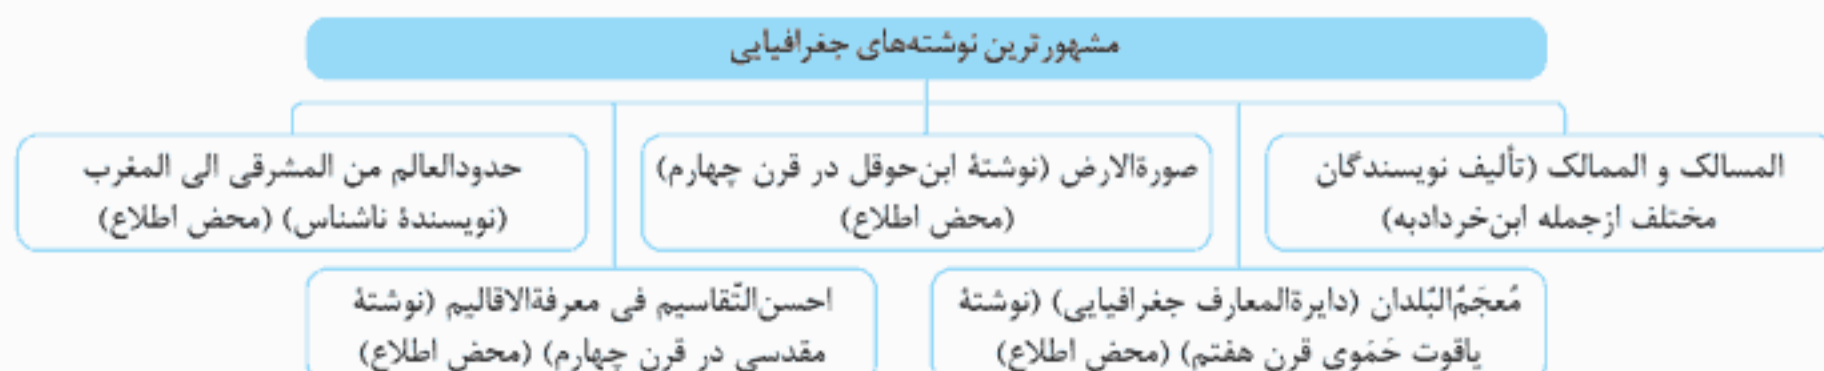 مشهورترین نوشته‌های جغرافیایی
المسالک و الممالک (تألیف نویسندگان
مختلف ازجمله ابن‌خردادبه)
صورةالارض (نوشتهٔ ابن‌حوقل در قرن چهارم)
(محض اطلاع)
حدودالعالم من المشرقی الی المغرب
(نویسندهٔ ناشناس) (محض اطلاع)
مُعجَمُ‌البُلدان (دایرةالمعارف جغرافیایی) (نوشتهٔ
یاقوت حَمَوی قرن هفتم) (محض اطلاع)
احسن‌التّقاسیم فی معرفةالاقالیم (نوشتهٔ
مقدسی در قرن چهارم) (محض اطلاع)